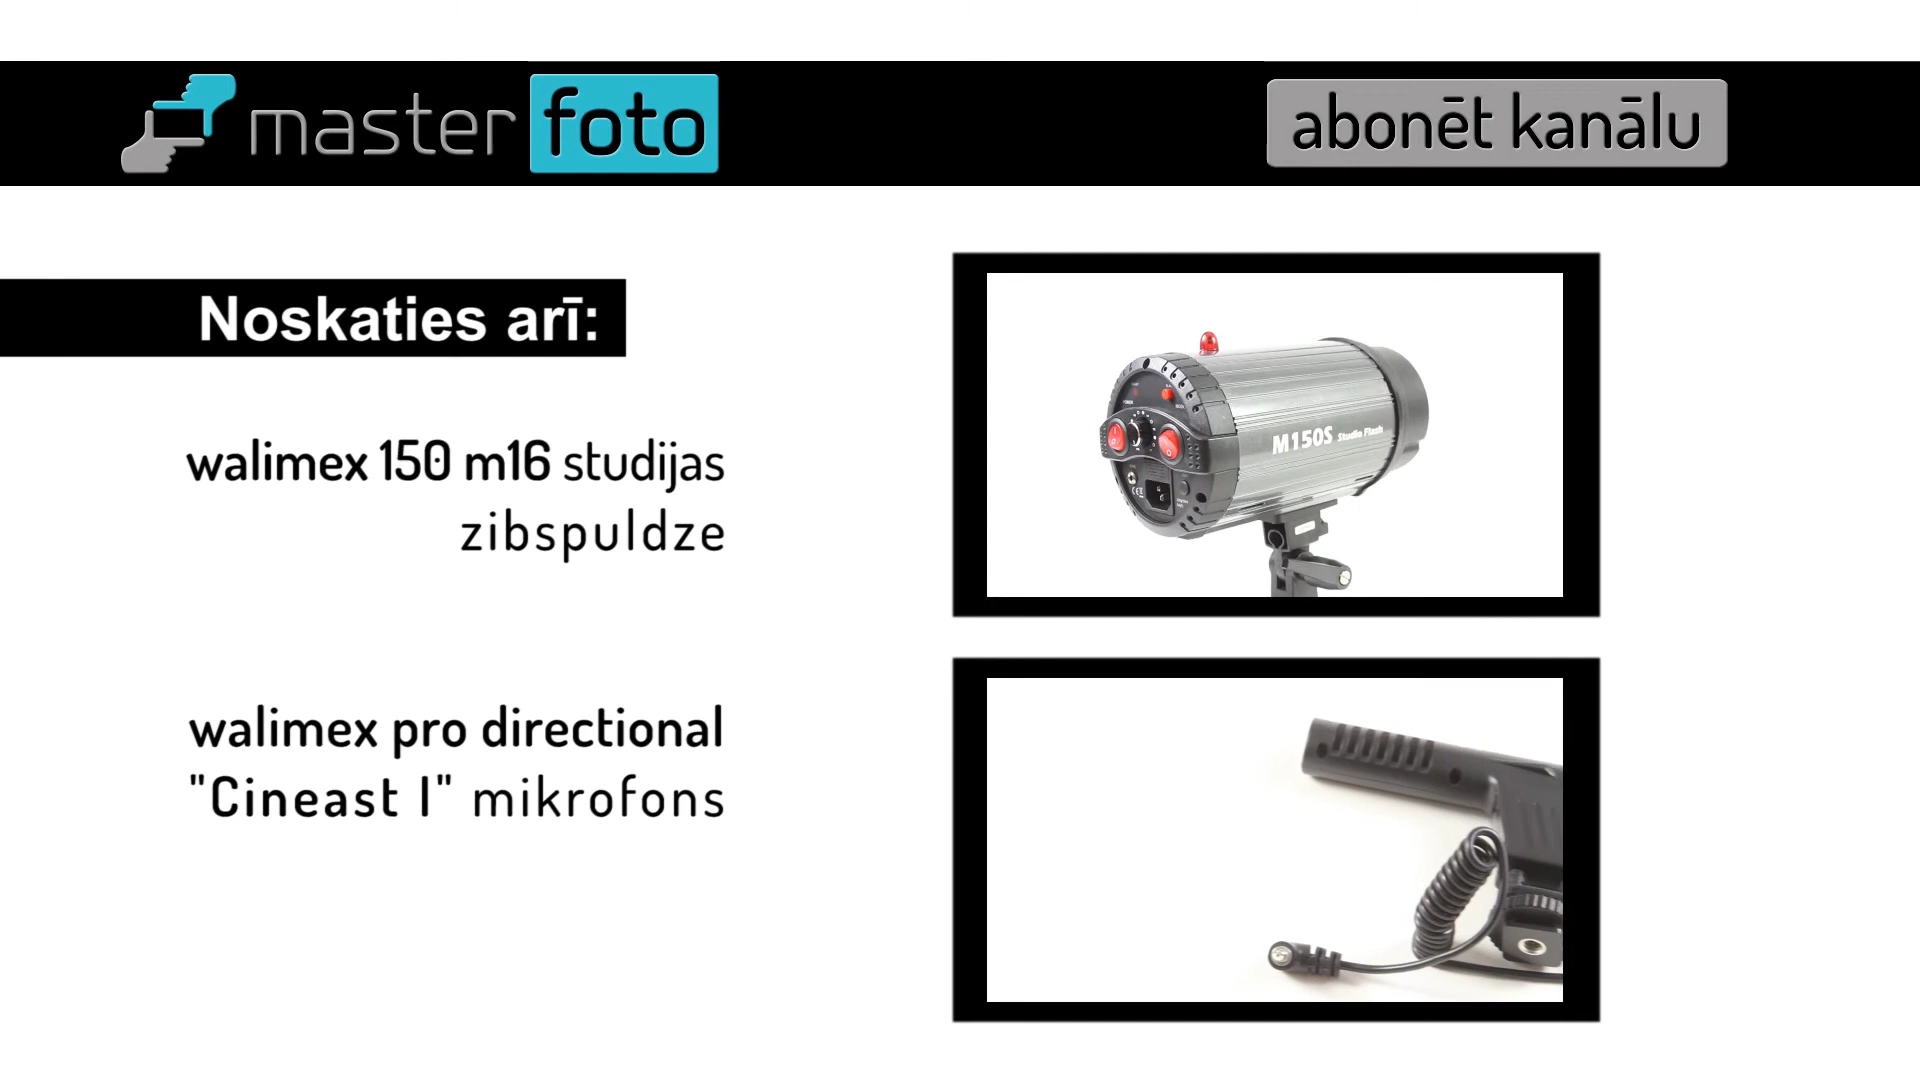 master foto
abonēt kanālu
Noskaties arī:
walimex 150 m16 studijas
zibspuldze
M150S Studio Flash
walimex pro directional
"Cineast I" mikrofons